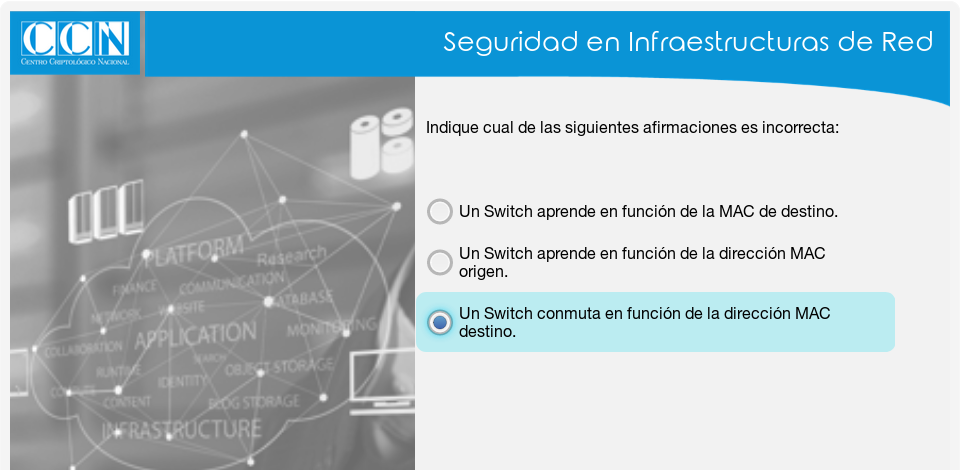 CCN
CENTRO CRIPTOLÓGICO NACIONAL
Seguridad en Infraestructuras de Red
Indique cual de las siguientes afirmaciones es incorrecta:
Un Switch aprende en función de la MAC de destino.
Un Switch aprende en función de la dirección MAC
origen.
Un Switch conmuta en función de la dirección MAC
destino.
PLATFORM
Research
FINANCE
COMMUNICATION
DATABASE
NETWORK
WEBSITE
APPLICATION
MONITORING
COLLABORATION
SEARCH
RUNTIME
OBJECT STORAGE
IDENTITY
COMPUTE
CONTENT
BLOG STORAGE
INFRASTRUCTURE